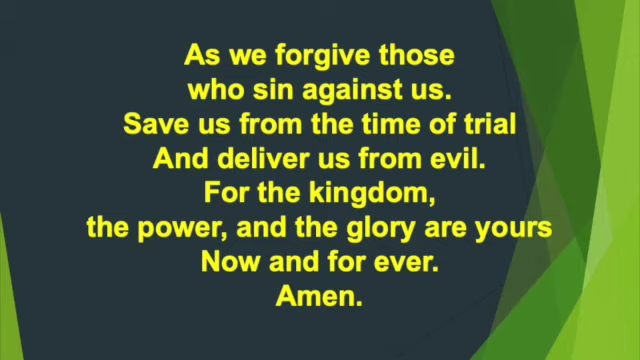 As we forgive those
who sin against us.
Save us from the time of trial
And deliver us from evil.
For the kingdom,
the power, and the glory are yours
Now and for ever.
Amen.